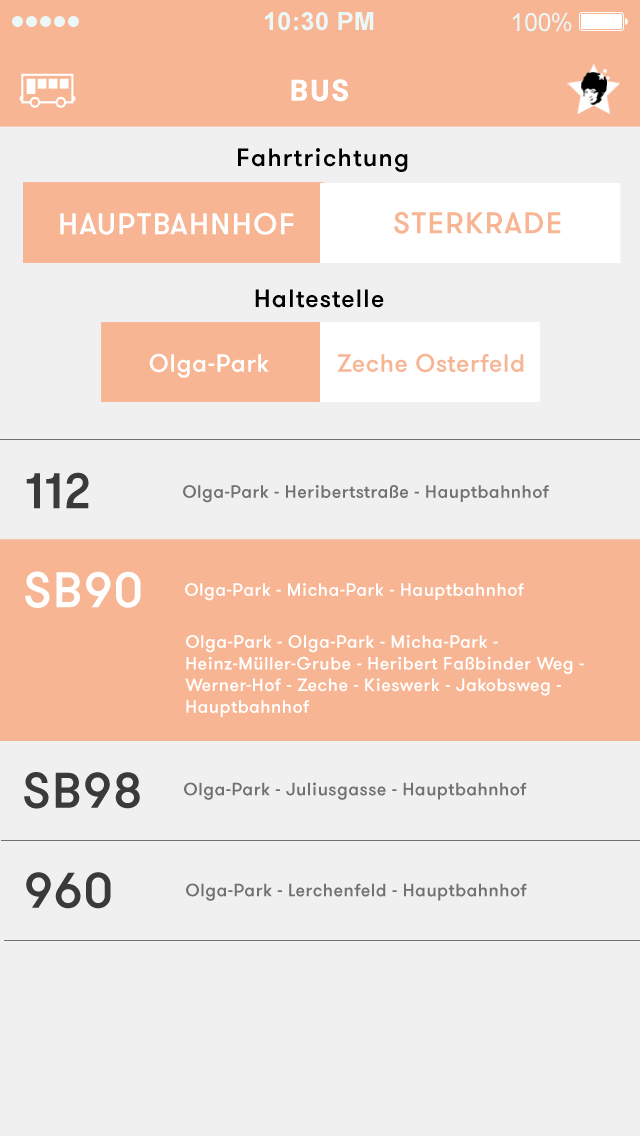 10:30 PM 100%
BUS
Fahrtrichtung
HAUPTBAHNHOF STERKRADE
Haltestelle
Olga-Park Zeche Osterfeld
112 Olga-Park - Heribertstraße - Hauptbahnhof
SB90 Olga-Park - Micha-Park - Hauptbahnhof
Olga-Park - Olga-Park - Micha-Park -
Heinz-Müller-Grube - Heribert Faßbinder Weg -
Werner-Hof - Zeche - Kieswerk - Jakobsweg -
Hauptbahnhof
SB98 Olga-Park - Juliusgasse - Hauptbahnhof
960 Olga-Park - Lerchenfeld - Hauptbahnhof